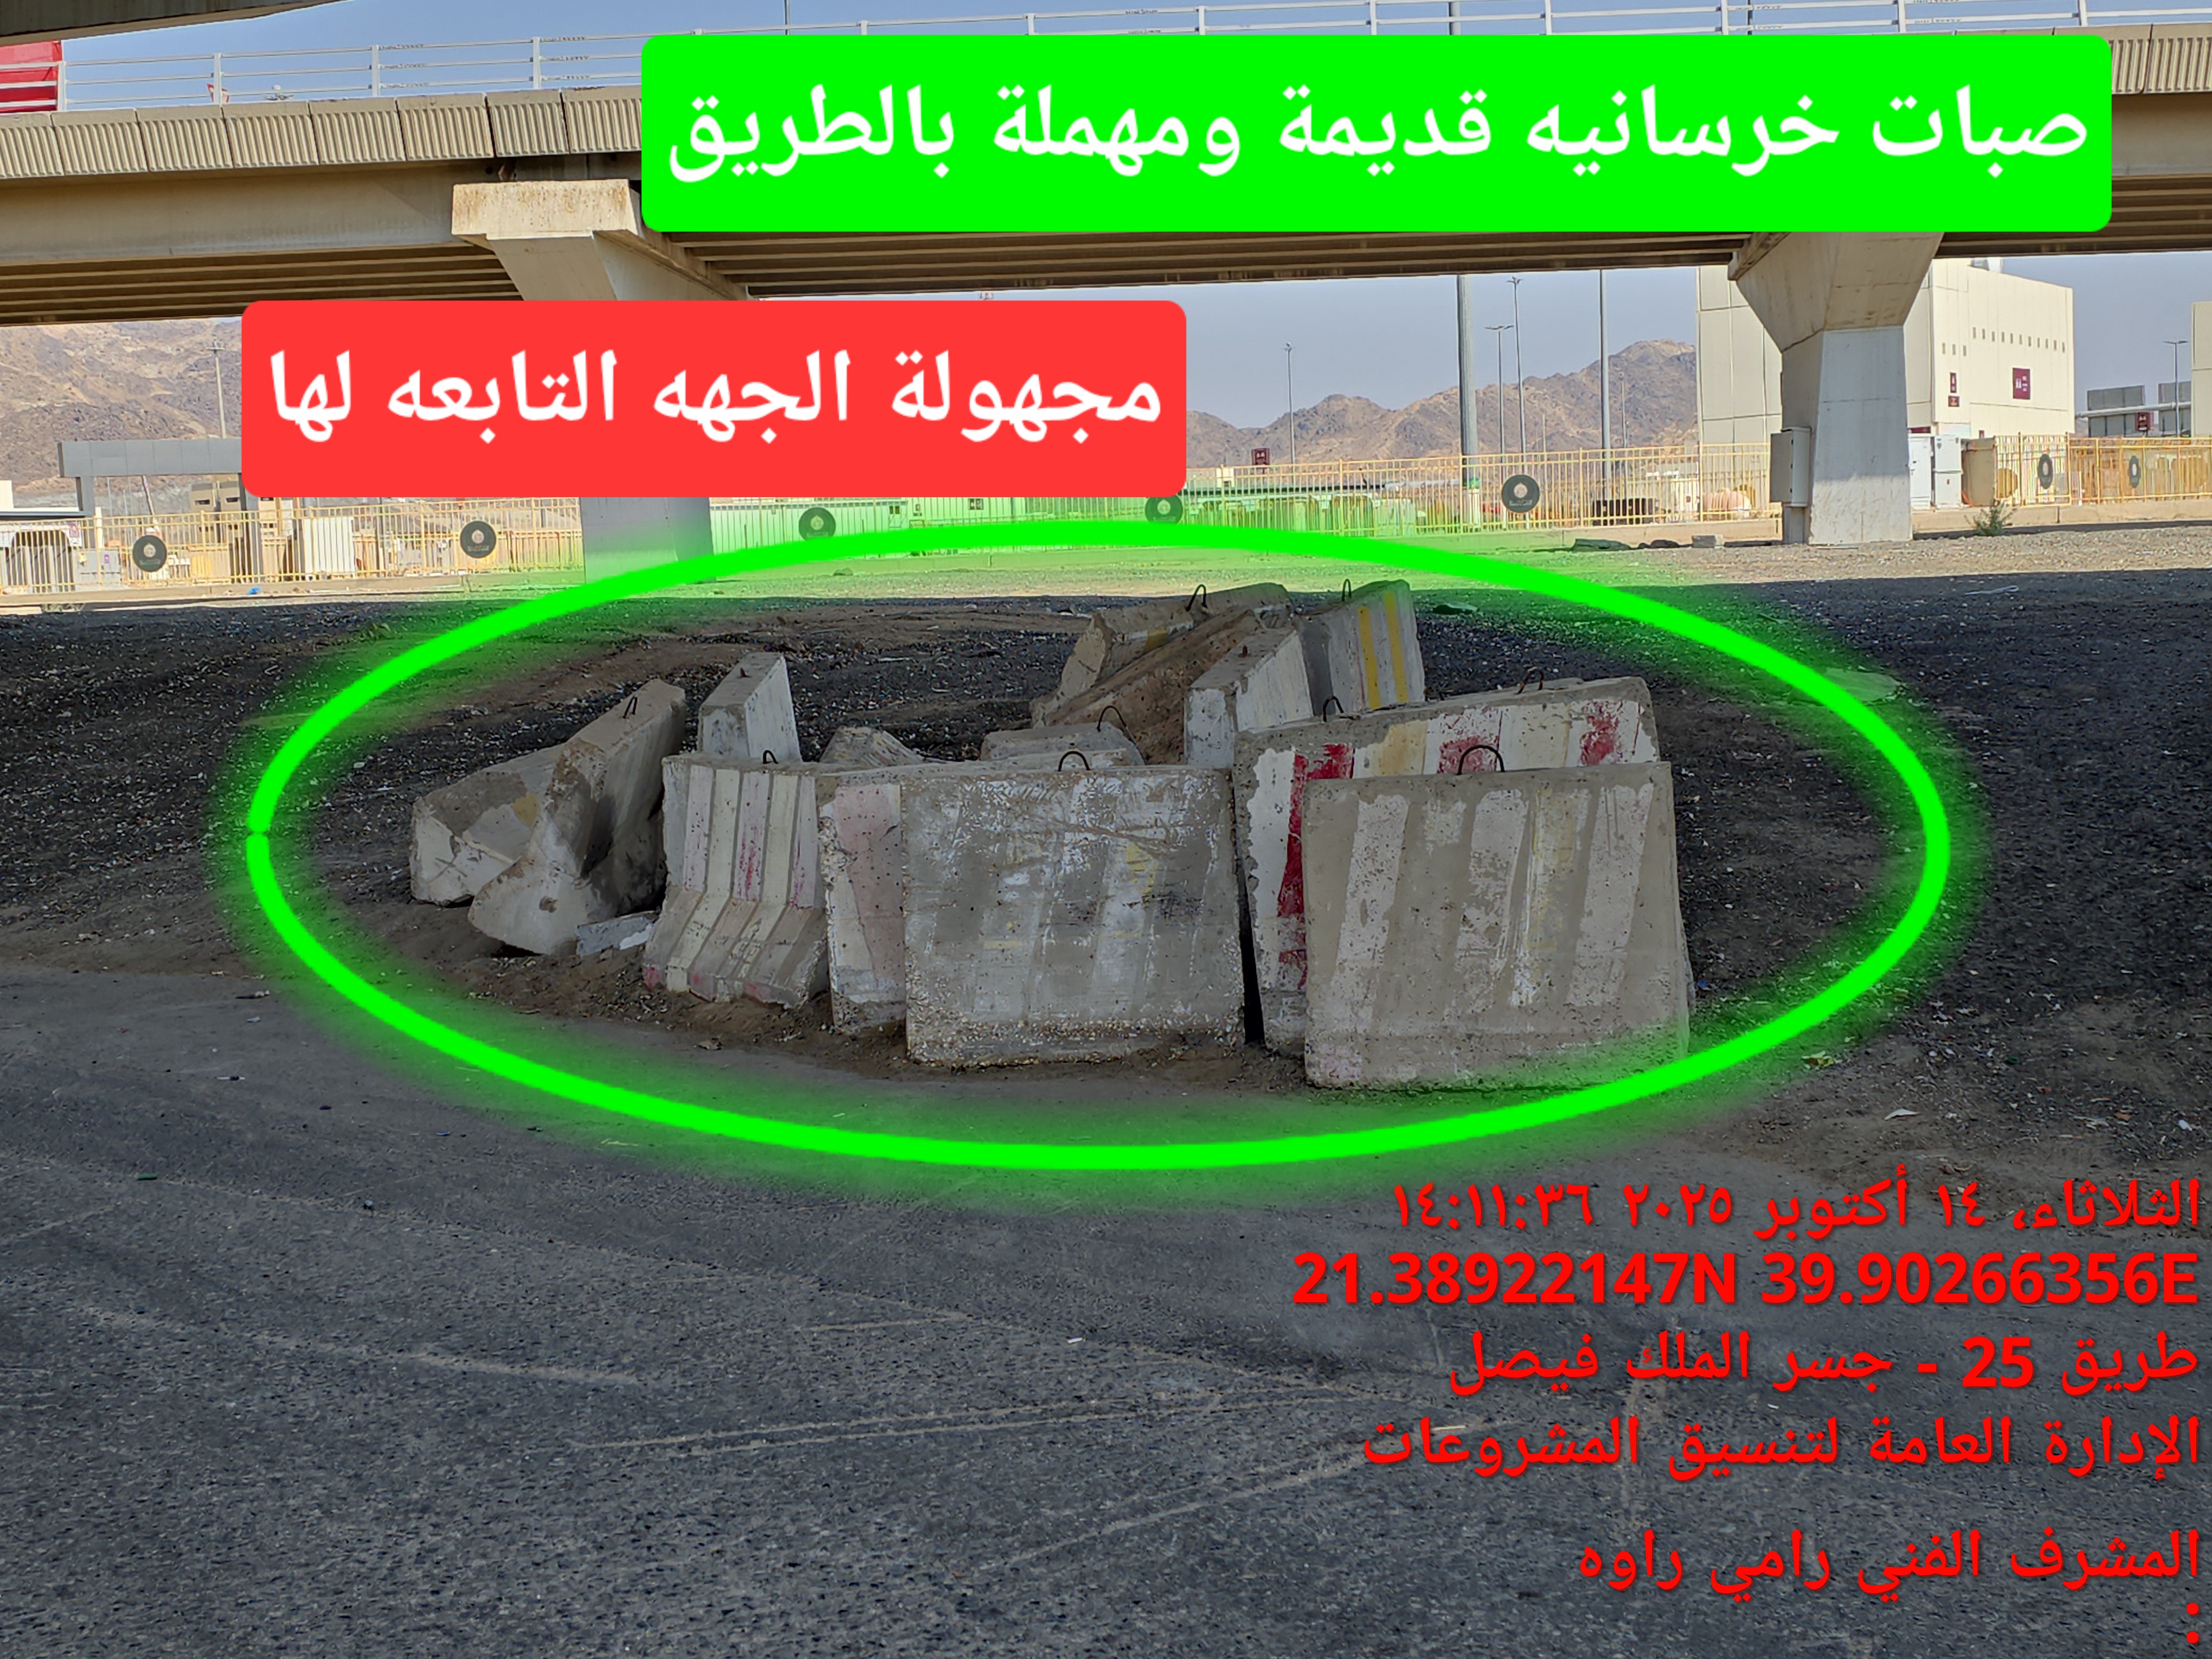 صبات خرسانيه قديمة ومهملة بالطريق
مجهولة الجهه التابعه لها
الثلاثاء، ١٤ أكتوبر ٢٠٢٥ ١٤:١١:٣٦
21.38922147N 39.90266356E
طريق 25 - جسر الملك فيصل
الإدارة العامة لتنسيق المشروعات
المشرف الفني رامي راوه
: